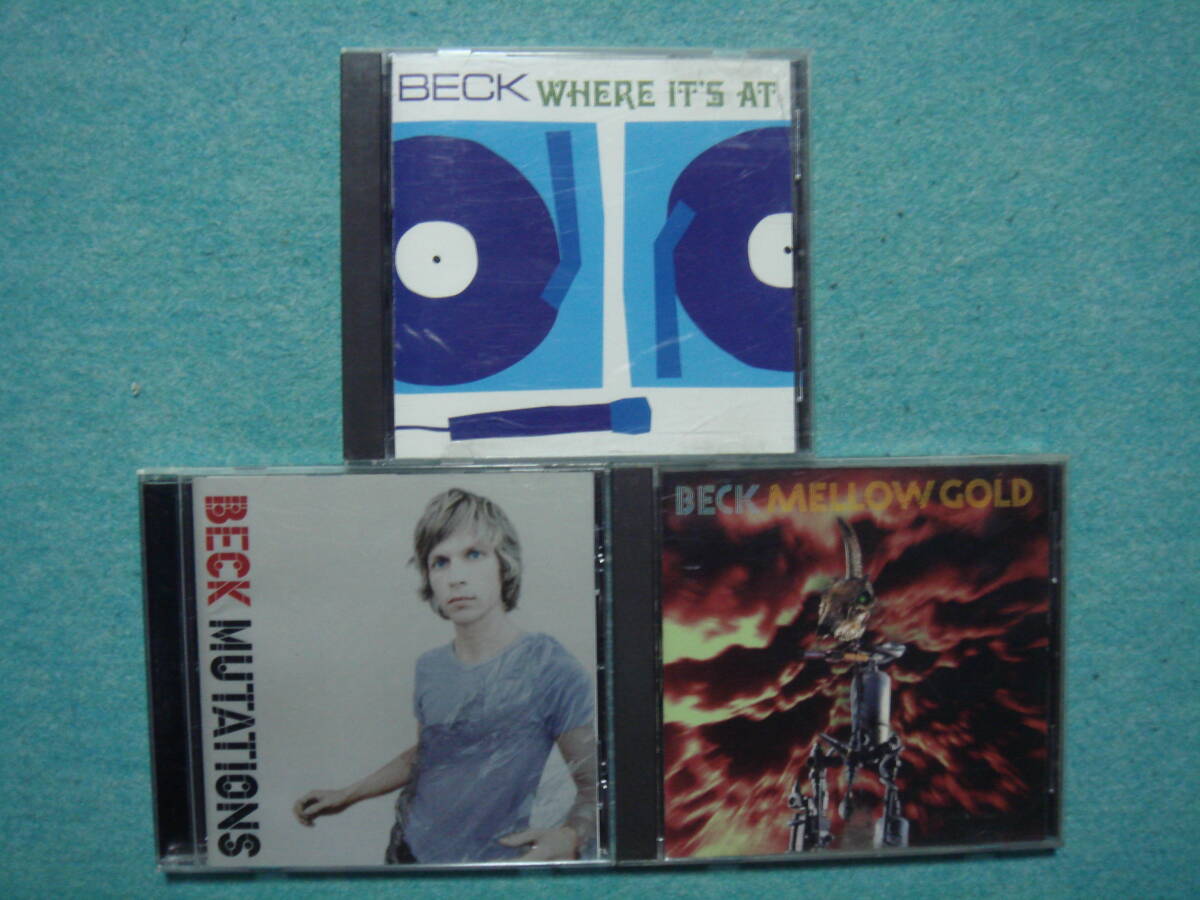 BECK WHERE IT'S AT
BECK MUTATIONS
BECK MELLOW GOLD